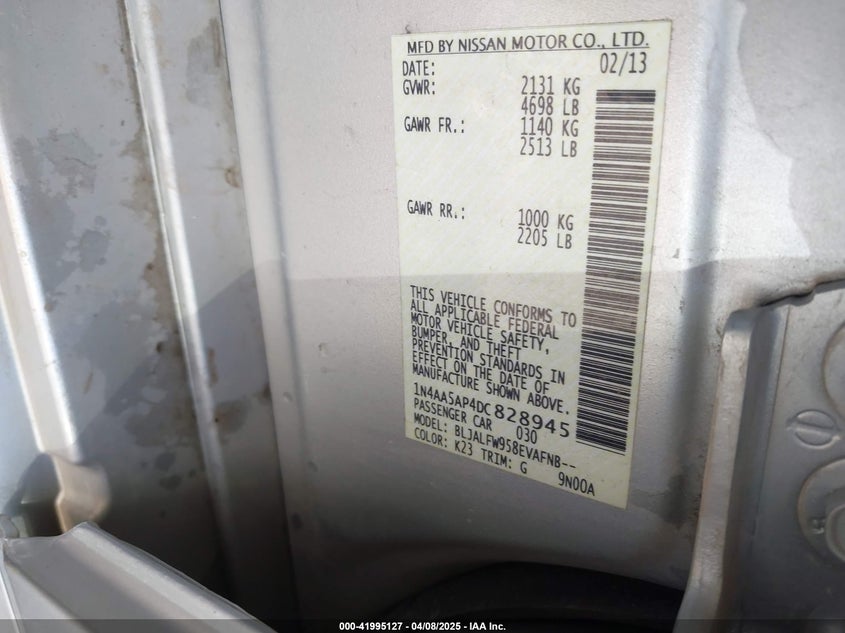 MFD BY NISSAN MOTOR CO., LTD.
DATE: 02/13
GVWR: 2131 KG
4698 LB
GAWR FR.: 1140 KG
2513 LB
GAWR RR.: 1000 KG
2205 LB
THIS VEHICLE CONFORMS TO
ALL APPLICABLE FEDERAL
MOTOR VEHICLE SAFETY,
BUMPER, AND THEFT
PREVENTION STANDARDS IN
EFFECT ON THE DATE OF
MANUFACTURE SHOWN ABOVE.
1N4AA5AP4DC828945
PASSENGER CAR 030
MODEL: BLJALFW958EVAFNB--
COLOR: K23 TRIM: G 9N00A
000-41995127 - 04/08/2025 - IAA Inc.